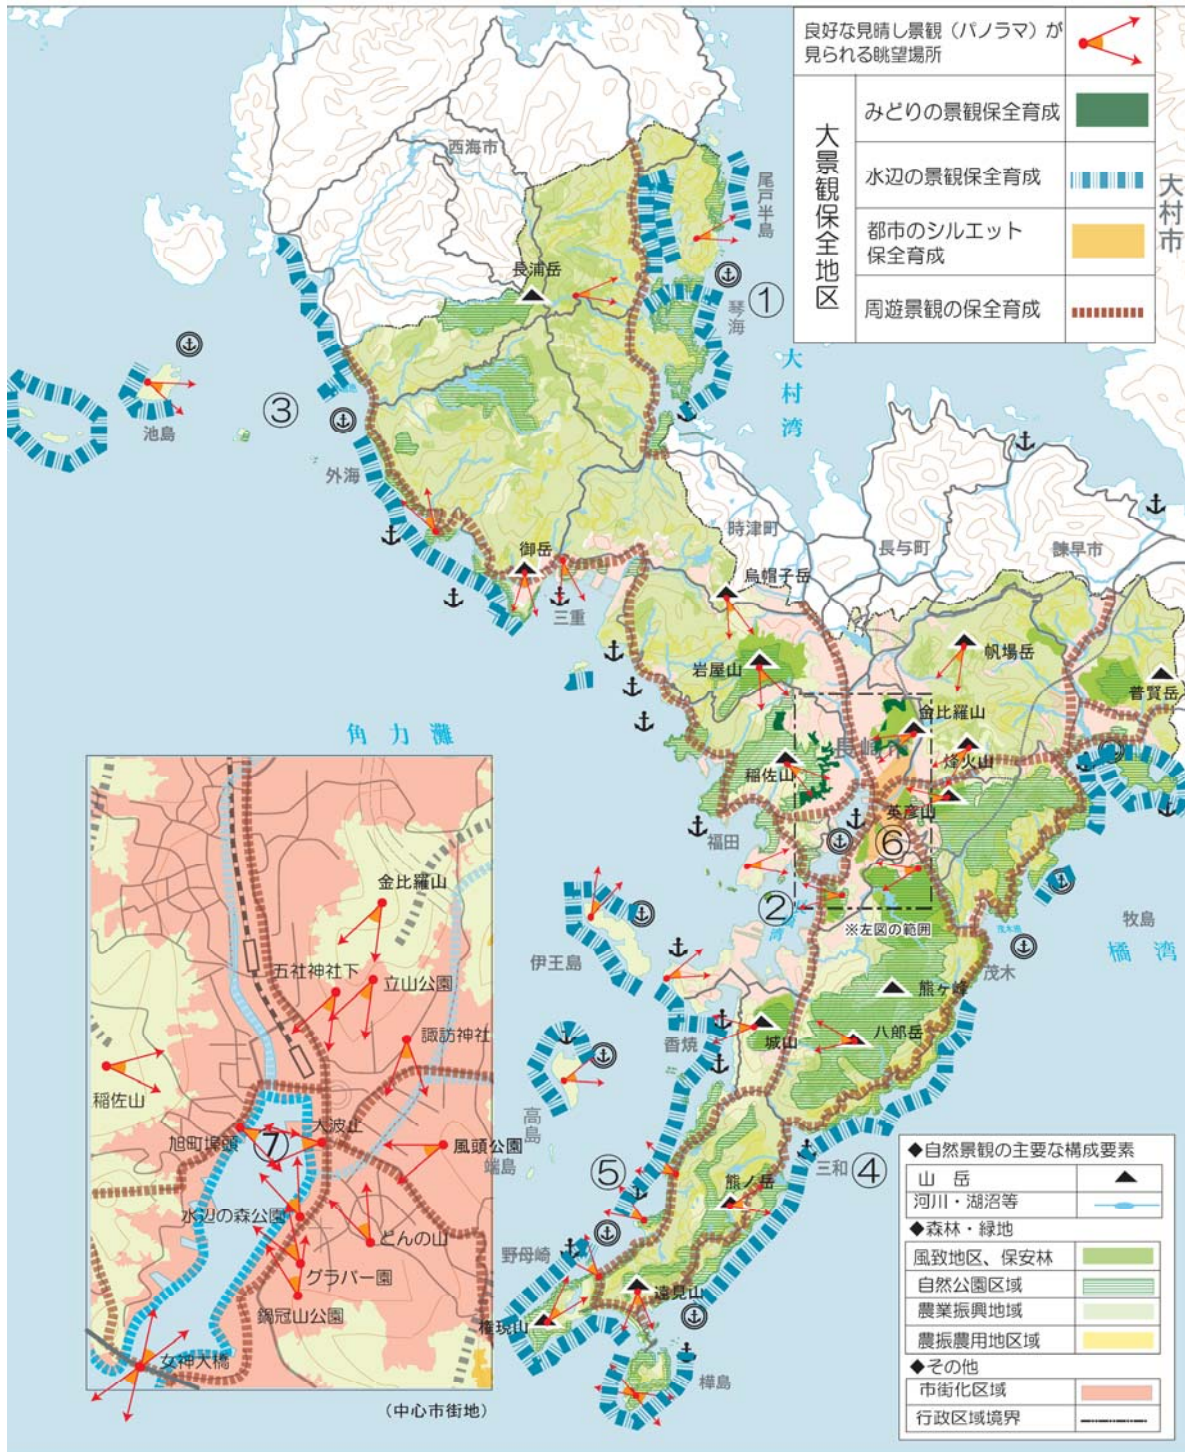 良好な見晴し景観（パノラマ）が
見られる眺望場所
大景観保全地区
みどりの景観保全育成
水辺の景観保全育成
都市のシルエット
保全育成
周遊景観の保全育成
大村市
西海市
尾戸半島
長浦岳
琴海
①
大村湾
③
池島
外海
時津町
長与町
諫早市
御岳
三重
烏帽子岳
岩屋山
帆場岳
普賢岳
金比羅山
長崎市
烽火山
稲佐山
英彦山
⑥
角力灘
福田
②
※左図の範囲
牧島
橘湾
茂木
伊王島
熊ヶ峰
八郎岳
城山
香焼
高島
端島
⑤
三和
④
熊ノ岳
野母崎
遠見山
権現山
樺島
金比羅山
五社神社下
立山公園
諏訪神社
稲佐山
旭町埠頭
⑦
大波止
風頭公園
水辺の森公園
どんの山
グラバー園
鍋冠山公園
女神大橋
（中心市街地）
◆自然景観の主要な構成要素
山　岳
河川・湖沼等
◆森林・緑地
風致地区、保安林
自然公園区域
農業振興地域
農振農用地区域
◆その他
市街化区域
行政区域境界